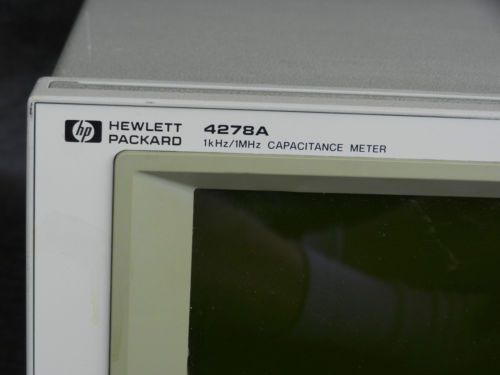 hp HEWLETT PACKARD
4278A
1kHz/1MHz CAPACITANCE METER